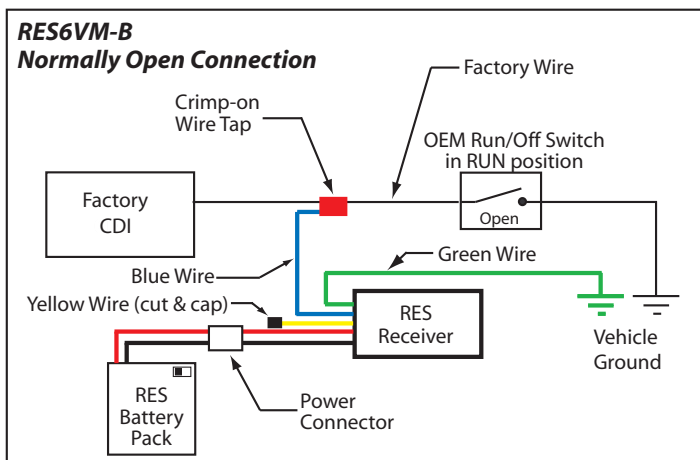 RES6VM-B
Normally Open Connection
Factory Wire
Crimp-on
Wire Tap
OEM Run/Off Switch
in RUN position
Factory
CDI
Open
Green Wire
Blue Wire
Yellow Wire (cut & cap)
RES
Receiver
Vehicle
Ground
RES
Battery
Pack
Power
Connector